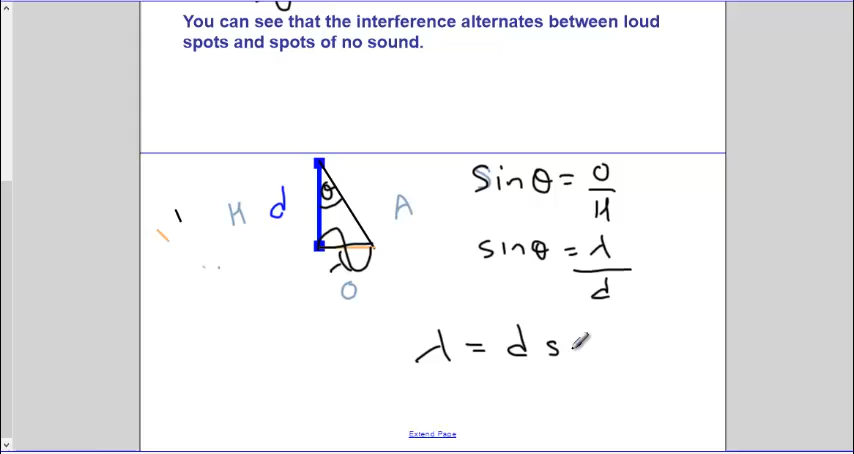 You can see that the interference alternates between loud
spots and spots of no sound.
H d θ A
λ
O
Sinθ = O/H
sinθ = λ/d
λ = d s
Extend Page